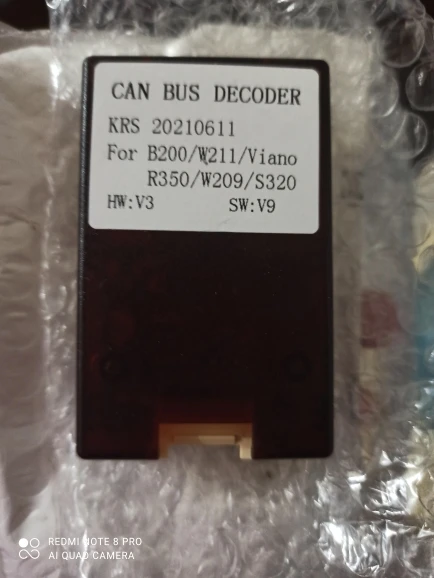 CAN BUS DECODER
KRS 20210611
For B200/W211/Viano
R350/W209/S320
HW:V3 SW:V9
REDMI NOTE 8 PRO
AI QUAD CAMERA